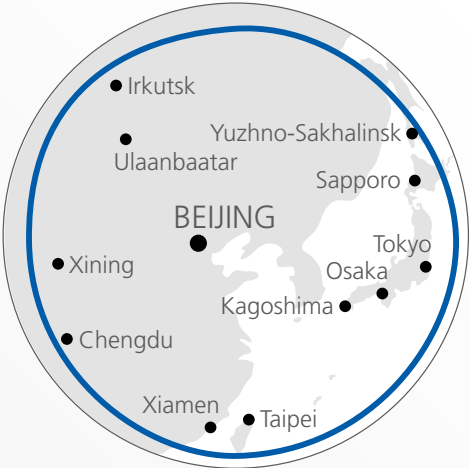 Irkutsk
Yuzhno-Sakhalinsk
Ulaanbaatar
Sapporo
BEIJING
Tokyo
Xining
Osaka
Kagoshima
Chengdu
Xiamen
Taipei